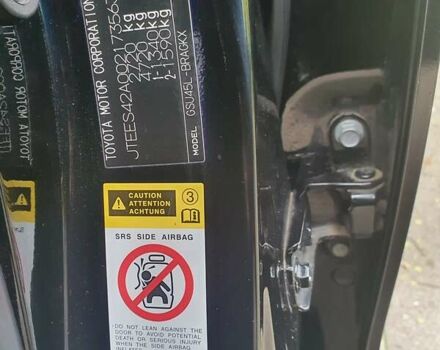 TOYOTA MOTOR CORPORATION
JTEES42A09217356
2720 kg
4720 kg
1- 1340 kg
2- 1590 kg
MODEL GSU45L-BRAGKX
CAUTION
ATTENTION
ACHTUNG
3
SRS SIDE AIRBAG
DO NOT LEAN AGAINST THE
DOOR TO AVOID POTENTIAL
DEATH OR SERIOUS INJURY
WHEN THE SIDE AIRBAG
INFLATES